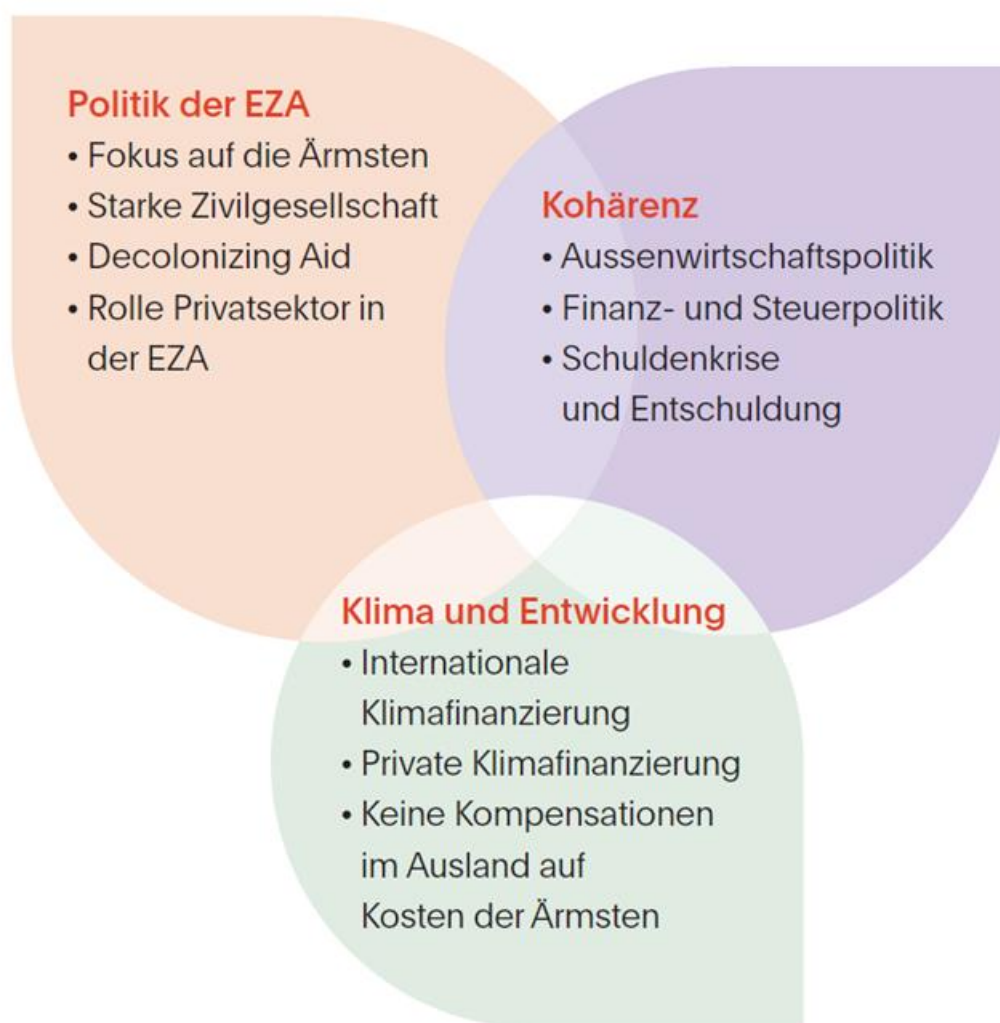 Politik der EZA
• Fokus auf die Ärmsten
• Starke Zivilgesellschaft
• Decolonizing Aid
• Rolle Privatsektor in
der EZA
Kohärenz
• Aussenwirtschaftspolitik
• Finanz- und Steuerpolitik
• Schuldenkrise
und Entschuldung
Klima und Entwicklung
• Internationale
Klimafinanzierung
• Private Klimafinanzierung
• Keine Kompensationen
im Ausland auf
Kosten der Ärmsten